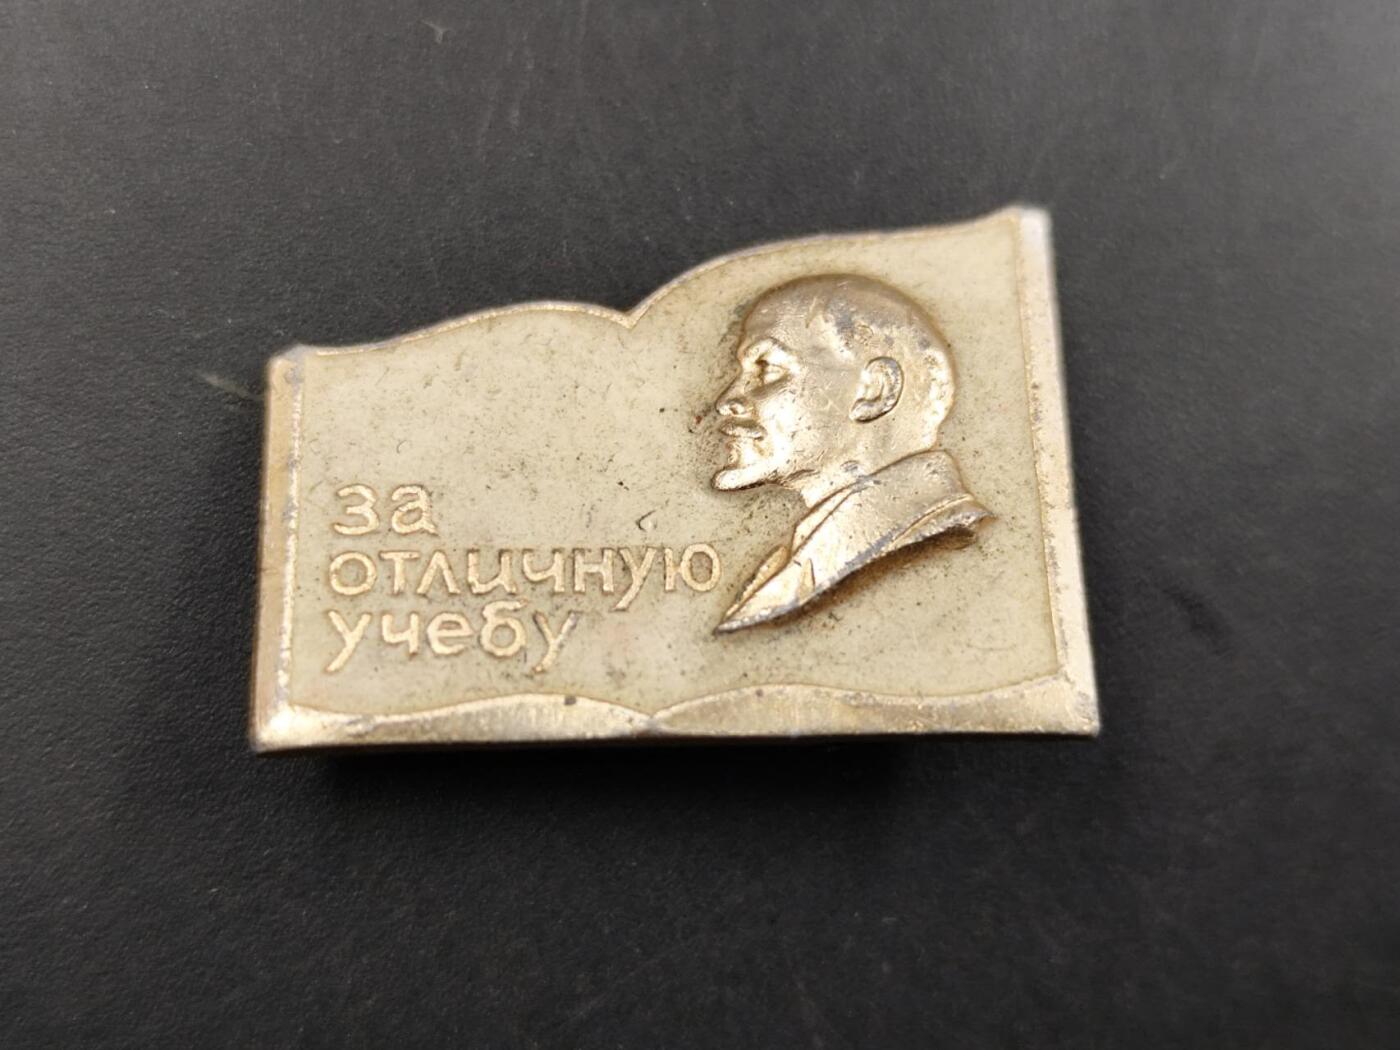 за
отличную
учебу